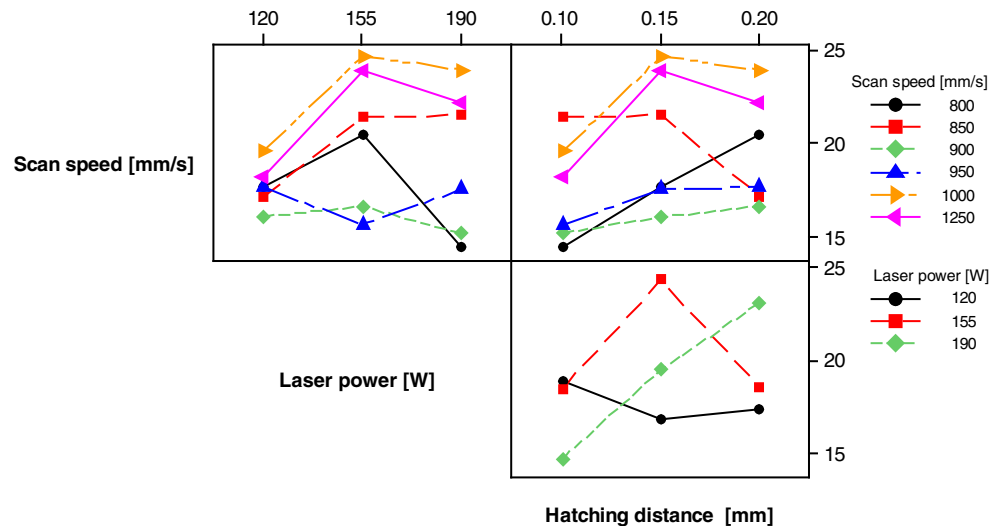 120 155 190 0.10 0.15 0.20
25
Scan speed [mm/s]
800
850
20
900
Scan speed [mm/s]
950
1000
1250
15
25
Laser power [W]
120
155
190
20
Laser power [W]
15
Hatching distance [mm]